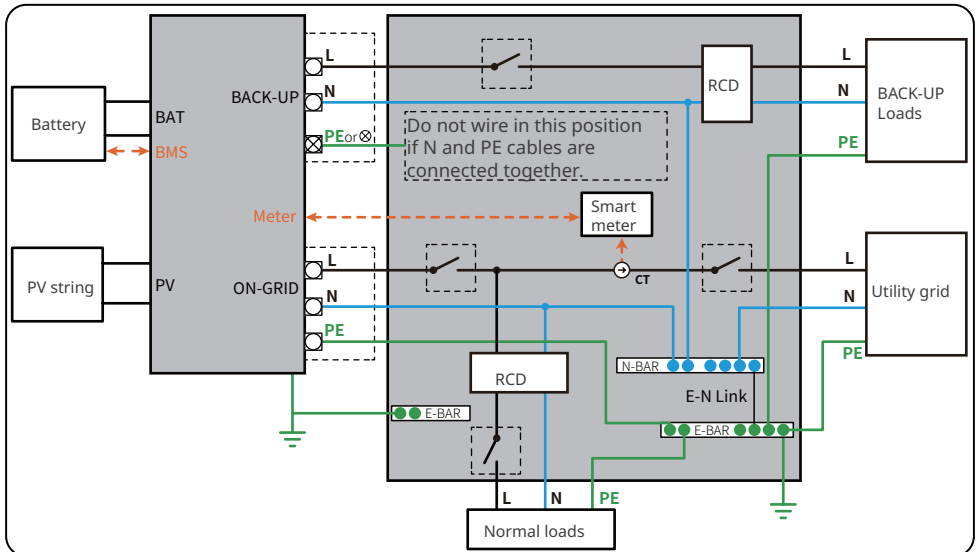 L
N
BACK-UP
PEor⊗
BAT
Battery
BMS
Do not wire in this position
if N and PE cables are
connected together.
RCD
L
N
PE
BACK-UP
Loads
Meter
Smart
meter
CT
PV string
PV
L
ON-GRID
N
PE
L
N
PE
Utility grid
RCD
N-BAR
E-N Link
E-BAR
E-BAR
L
N
PE
Normal loads